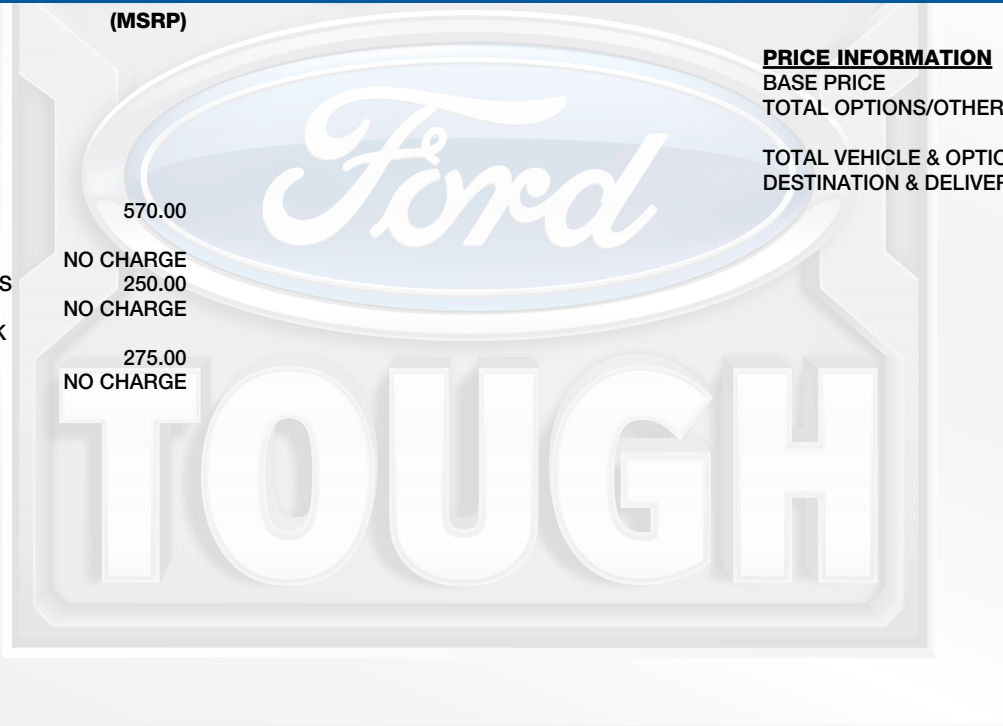 (MSRP)
570.00
NO CHARGE
S 250.00
NO CHARGE
K
275.00
NO CHARGE
PRICE INFORMATION
BASE PRICE
TOTAL OPTIONS/OTHER
TOTAL VEHICLE & OPTIO
DESTINATION & DELIVER
Ford
TOUGH